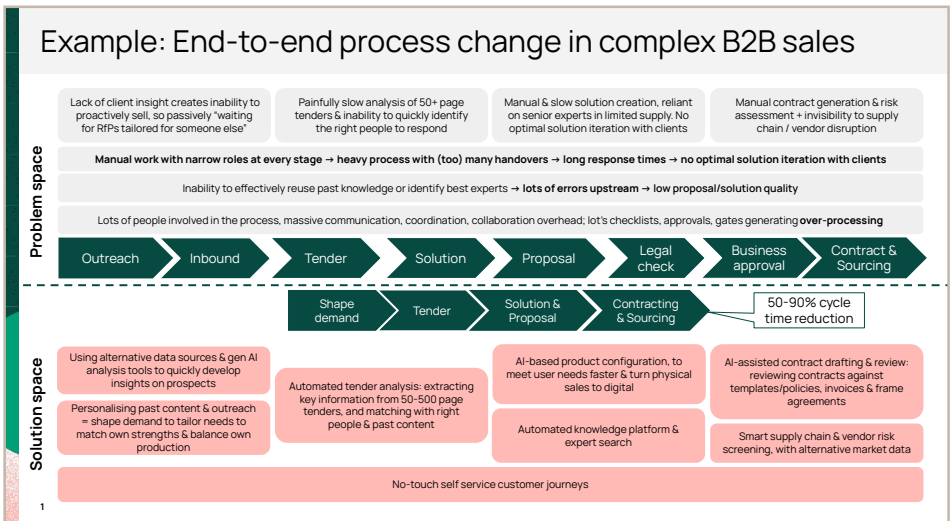 Example: End-to-end process change in complex B2B sales
Problem space
Lack of client insight creates inability to
proactively sell, so passively "waiting
for RfPs tailored for someone else"
Painfully slow analysis of 50+ page
tenders & inability to quickly identify
the right people to respond
Manual & slow solution creation, reliant
on senior experts in limited supply. No
optimal solution iteration with clients
Manual contract generation & risk
assessment + invisibility to supply
chain / vendor disruption
Manual work with narrow roles at every stage → heavy process with (too) many handovers → long response times → no optimal solution iteration with clients
Inability to effectively reuse past knowledge or identify best experts → lots of errors upstream → low proposal/solution quality
Lots of people involved in the process, massive communication, coordination, collaboration overhead; lot's checklists, approvals, gates generating over-processing
Outreach
Inbound
Tender
Solution
Proposal
Legal
check
Business
approval
Contract &
Sourcing
Shape
demand
Tender
Solution &
Proposal
Contracting
& Sourcing
50-90% cycle
time reduction
Solution space
Using alternative data sources & gen AI
analysis tools to quickly develop
insights on prospects
Personalising past content & outreach
= shape demand to tailor needs to
match own strengths & balance own
production
Automated tender analysis: extracting
key information from 50-500 page
tenders, and matching with right
people & past content
AI-based product configuration, to
meet user needs faster & turn physical
sales to digital
Automated knowledge platform &
expert search
AI-assisted contract drafting & review:
reviewing contracts against
templates/policies, invoices & frame
agreements
Smart supply chain & vendor risk
screening, with alternative market data
No-touch self service customer journeys
1